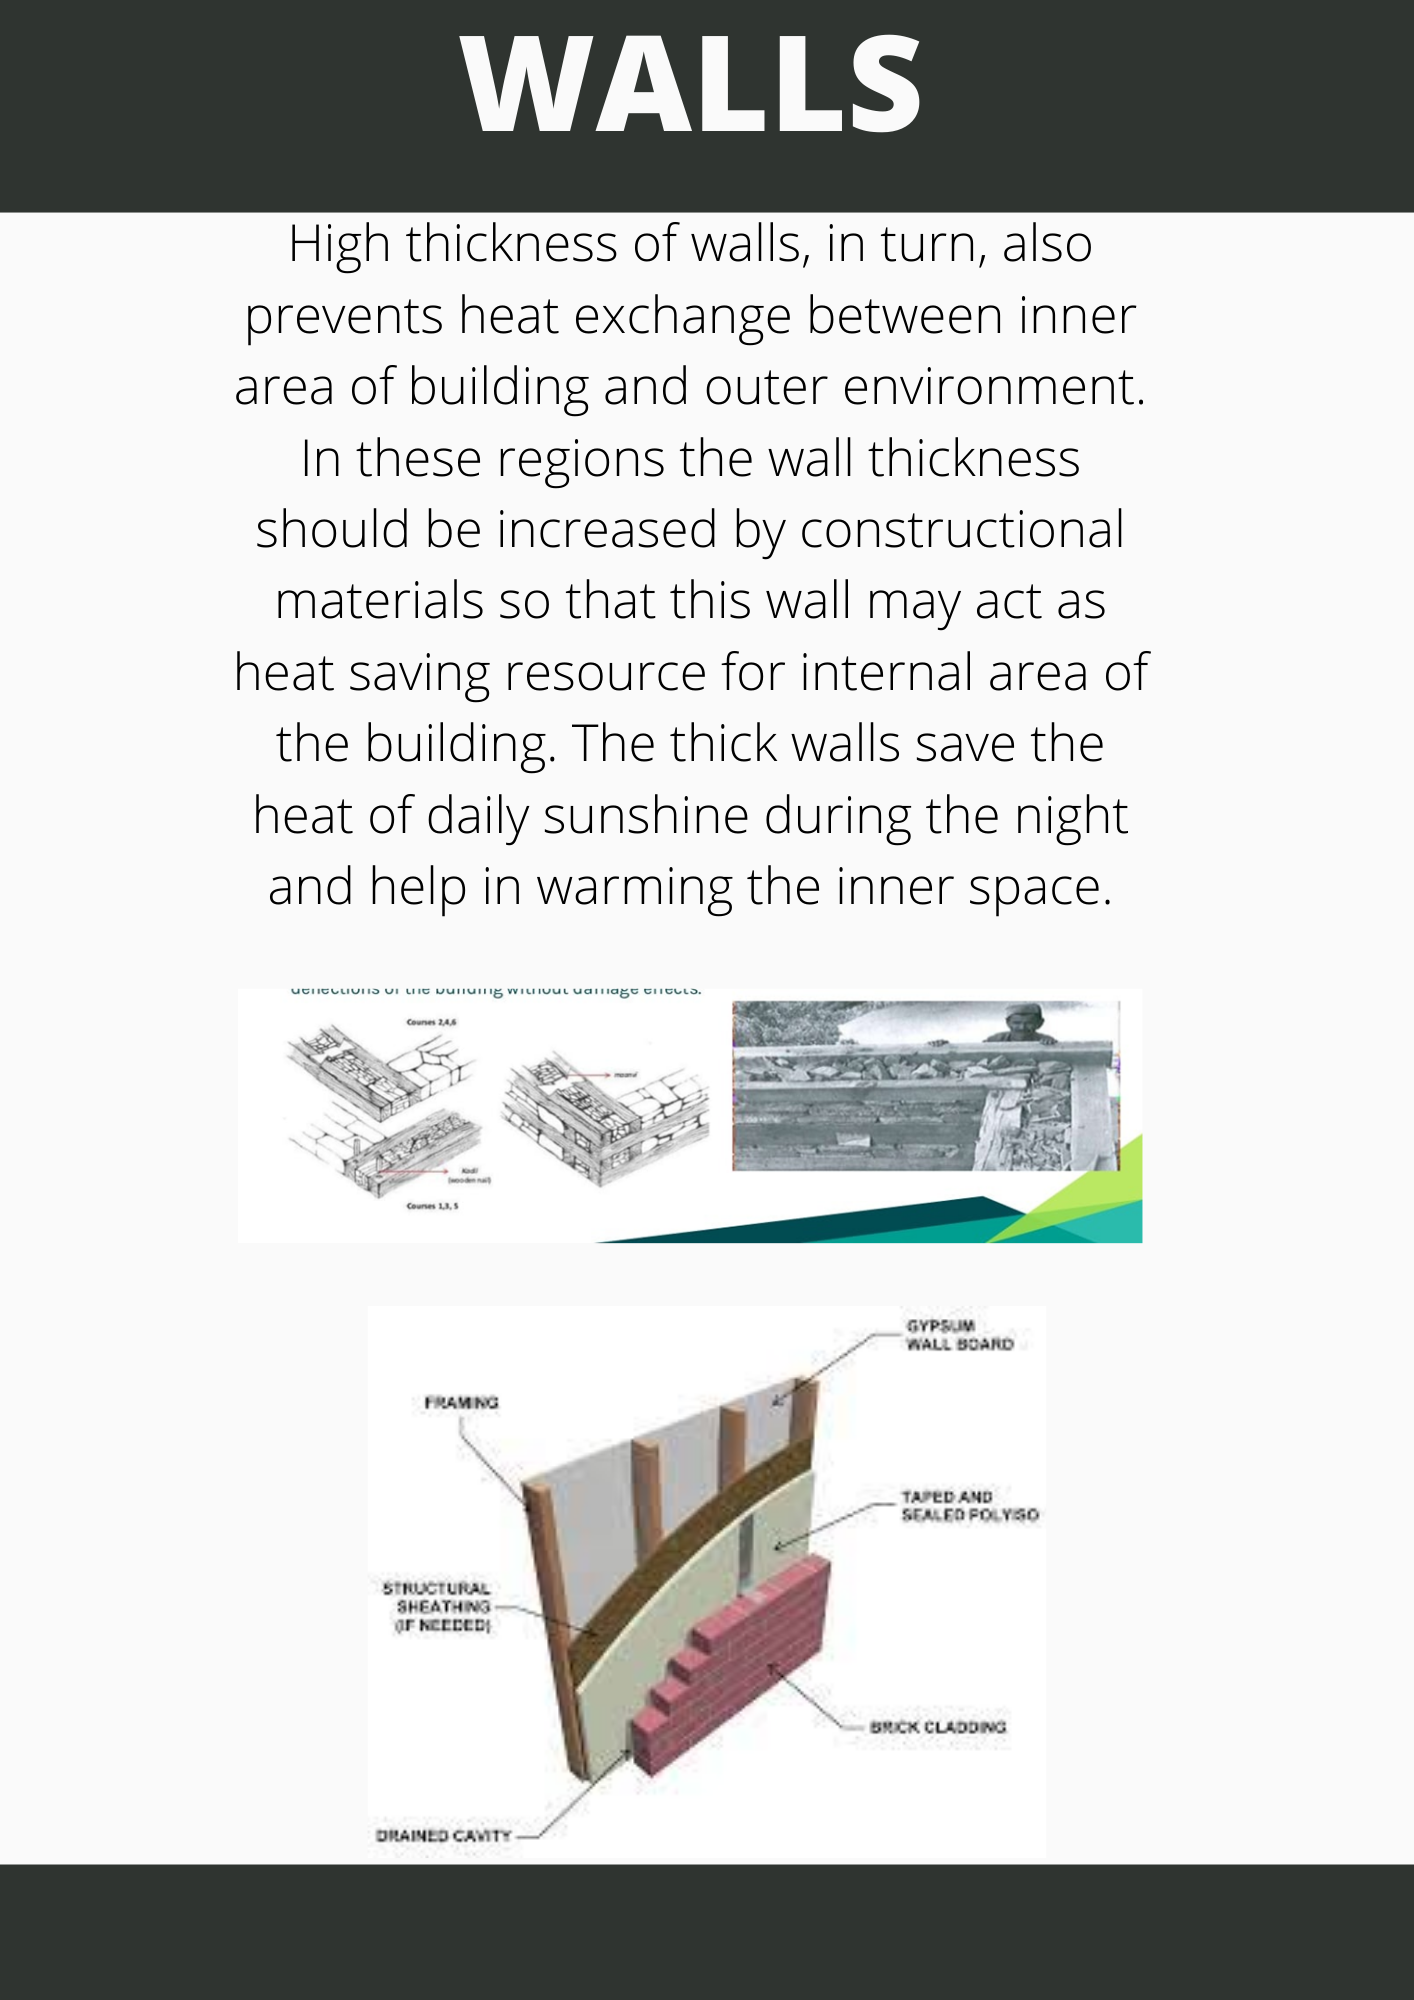 WALLS
High thickness of walls, in turn, also
prevents heat exchange between inner
area of building and outer environment.
In these regions the wall thickness
should be increased by constructional
materials so that this wall may act as
heat saving resource for internal area of
the building. The thick walls save the
heat of daily sunshine during the night
and help in warming the inner space.
deflections of the building without damage effects.
Courses 2,4,6
Kadil
(wooden nail)
Courses 1,3, 5
GYPSUM
WALL BOARD
FRAMING
TAPED AND
SEALED POLYISO
STRUCTURAL
SHEATHING
(IF NEEDED)
BRICK CLADDING
DRAINED CAVITY